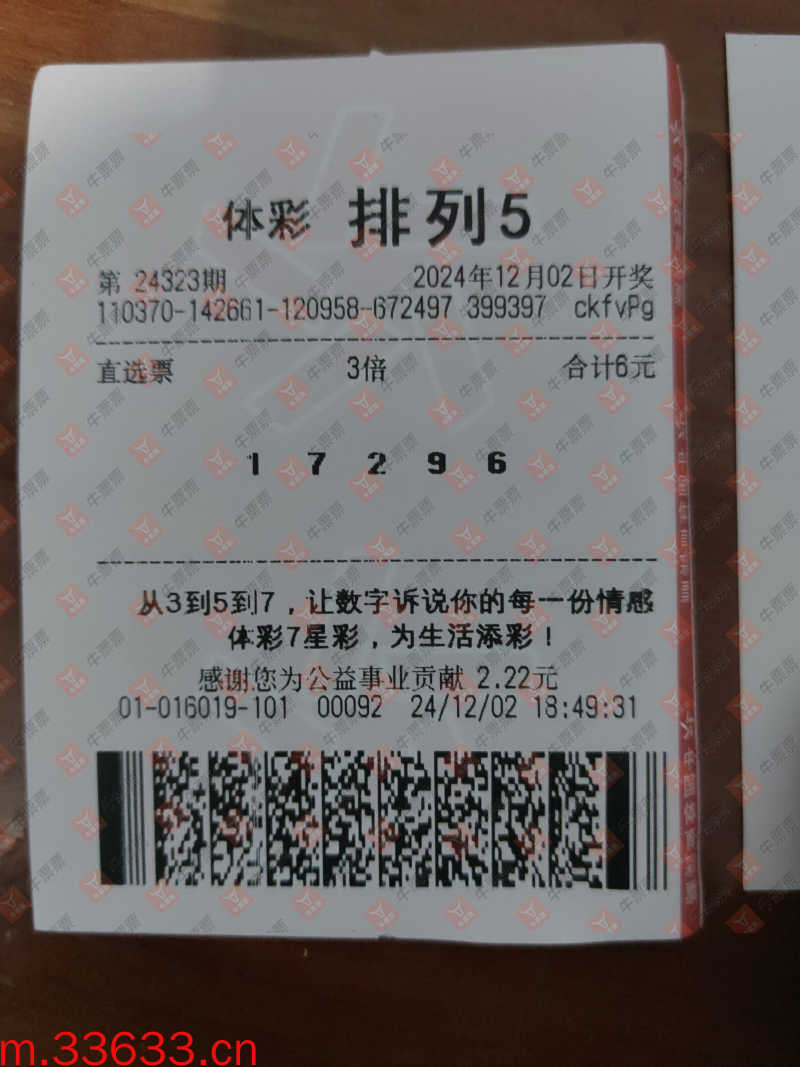 体彩 排列5
第 24323期 2024年12月02日开奖
110370-142661-120958-672497 399397 ckfvPg
直选票 3倍 合计6元
1 7 2 9 6
从3到5到7，让数字诉说你的每一份情感
体彩7星彩，为生活添彩！
感谢您为公益事业贡献 2.22元
01-016019-101 00092 24/12/02 18:49:31
牛票票
m.33633.cn